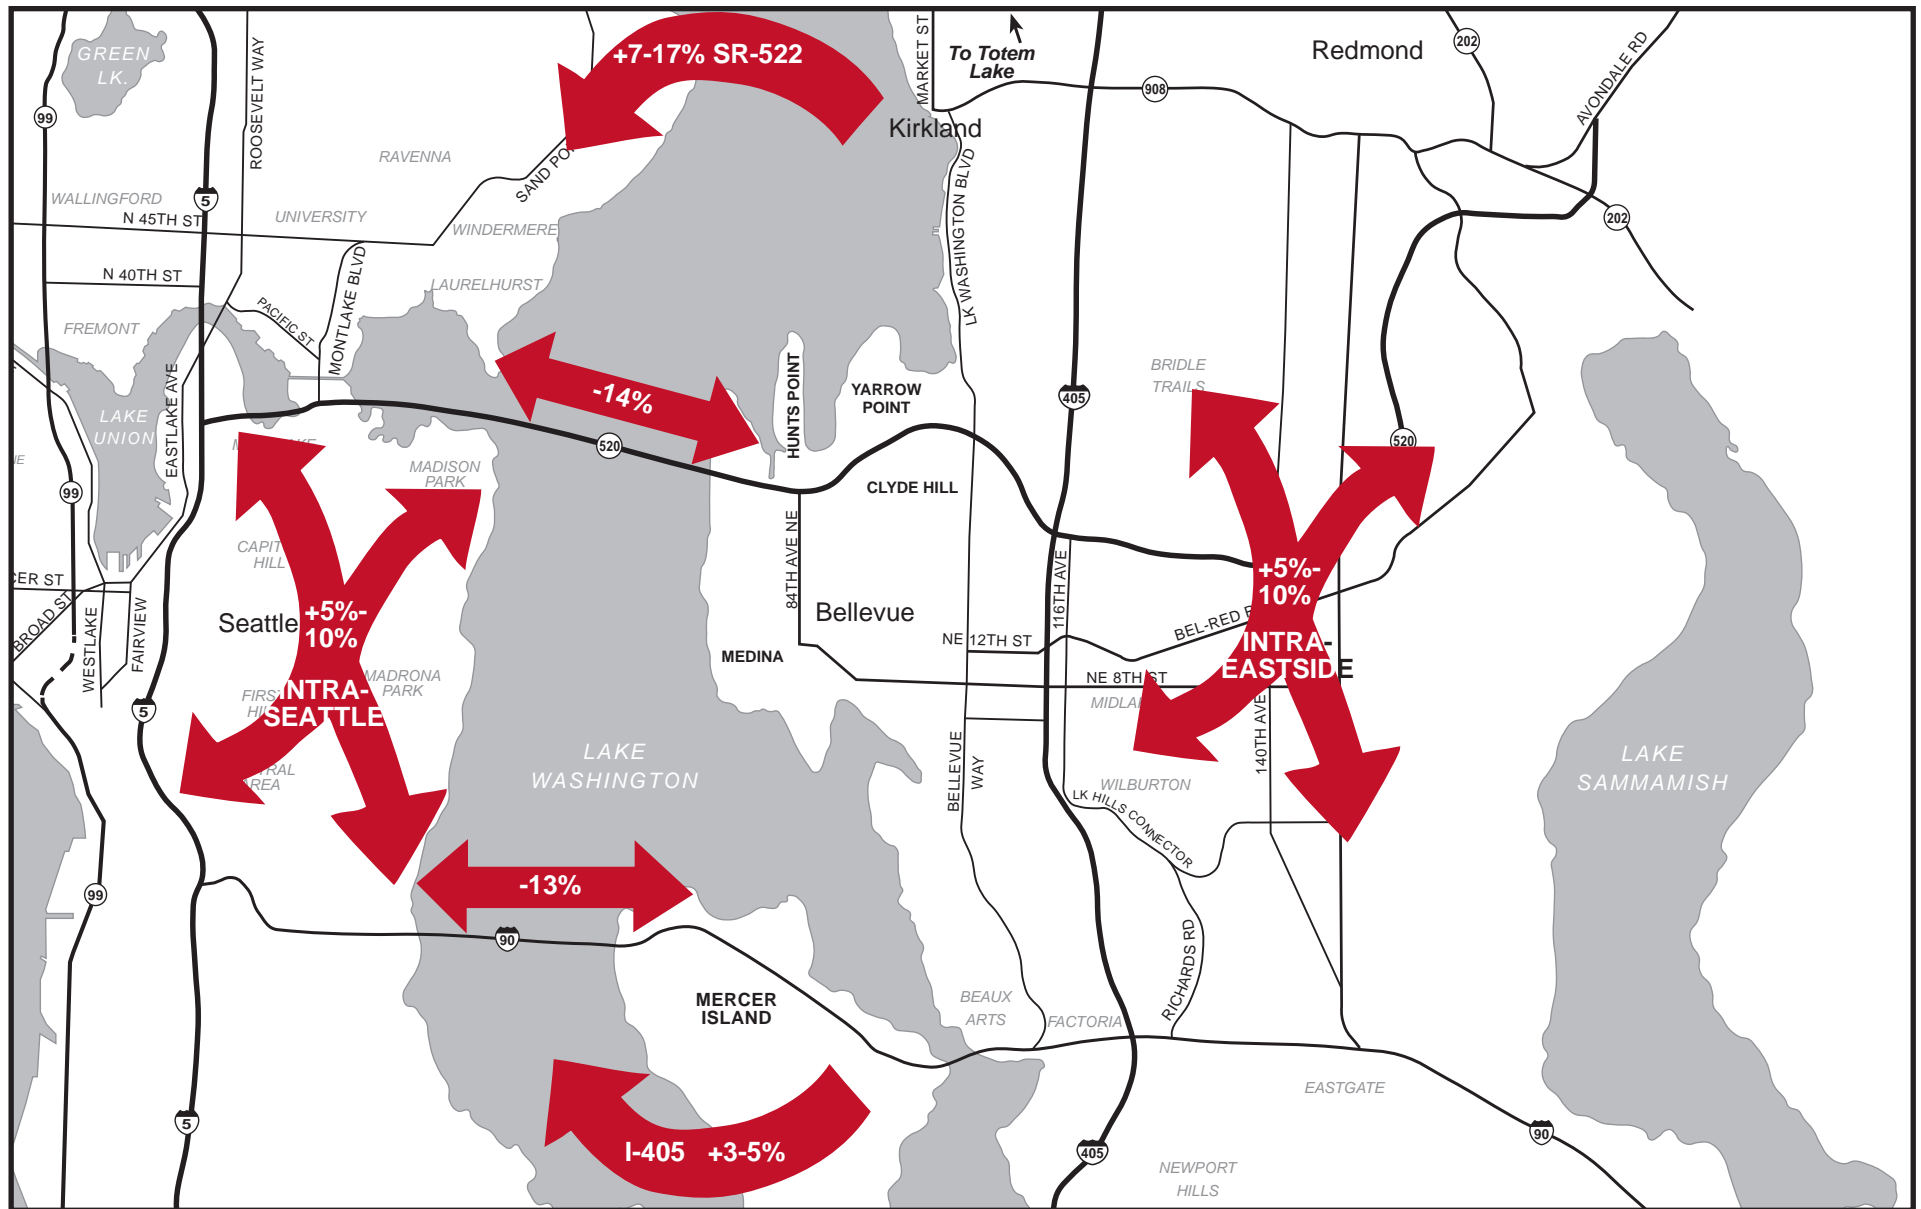 GREEN
LK.
ROOSEVELT WAY
+7-17% SR-522
MARKET ST
To Totem
Lake
Redmond
202
AVONDALE RD
99
908
Kirkland
RAVENNA
SAND
WALLINGFORD
5
N 45TH ST
UNIVERSITY
WINDERMERE
LK WASHINGTON BLVD
202
N 40TH ST
MONTLAKE BLVD
LAURELHURST
PACIFIC ST
FREMONT
EASTLAKE AVE
-14%
HUNTS POINT
YARROW
POINT
405
BRIDLE
TRAILS
LAKE
UNION
520
520
MADISON
PARK
99
CLYDE HILL
84TH AVE NE
HILL
116TH AVE
+5%-
10%
BROAD ST
WESTLAKE
FAIRVIEW
Seattle
+5%-
10%
Bellevue
NE 12TH ST
BEL-RED
INTRA-
EASTSIDE
MEDINA
NE 8TH ST
MADRONA
PARK
INTRA-
SEATTLE
5
140TH AVE
LAKE
WASHINGTON
BELLEVUE
WAY
WILBURTON
LK HILLS CONNECTOR
LAKE
SAMMAMISH
-13%
99
90
RICHARDS RD
MERCER
ISLAND
BEAUX
ARTS
FACTORIA
EASTGATE
5
I-405 +3-5%
405
90
NEWPORT
HILLS